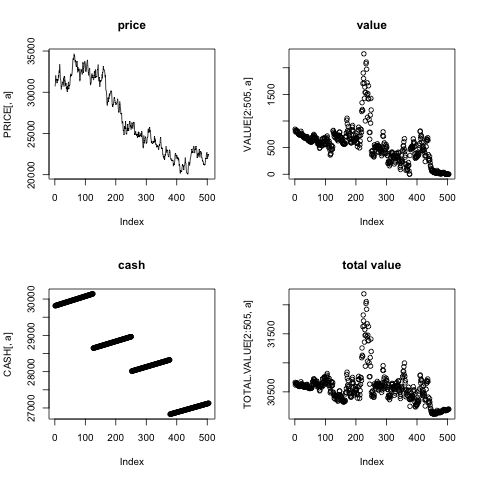 price
PRICE[, a]
20000 25000 30000 35000
0 100 200 300 400 500
Index
value
VALUE[2:505, a]
0 500 1500
0 100 200 300 400 500
Index
cash
CASH[, a]
27000 28000 29000 30000
0 100 200 300 400 500
Index
total value
TOTAL.VALUE[2:505, a]
30500 31500
0 100 200 300 400 500
Index